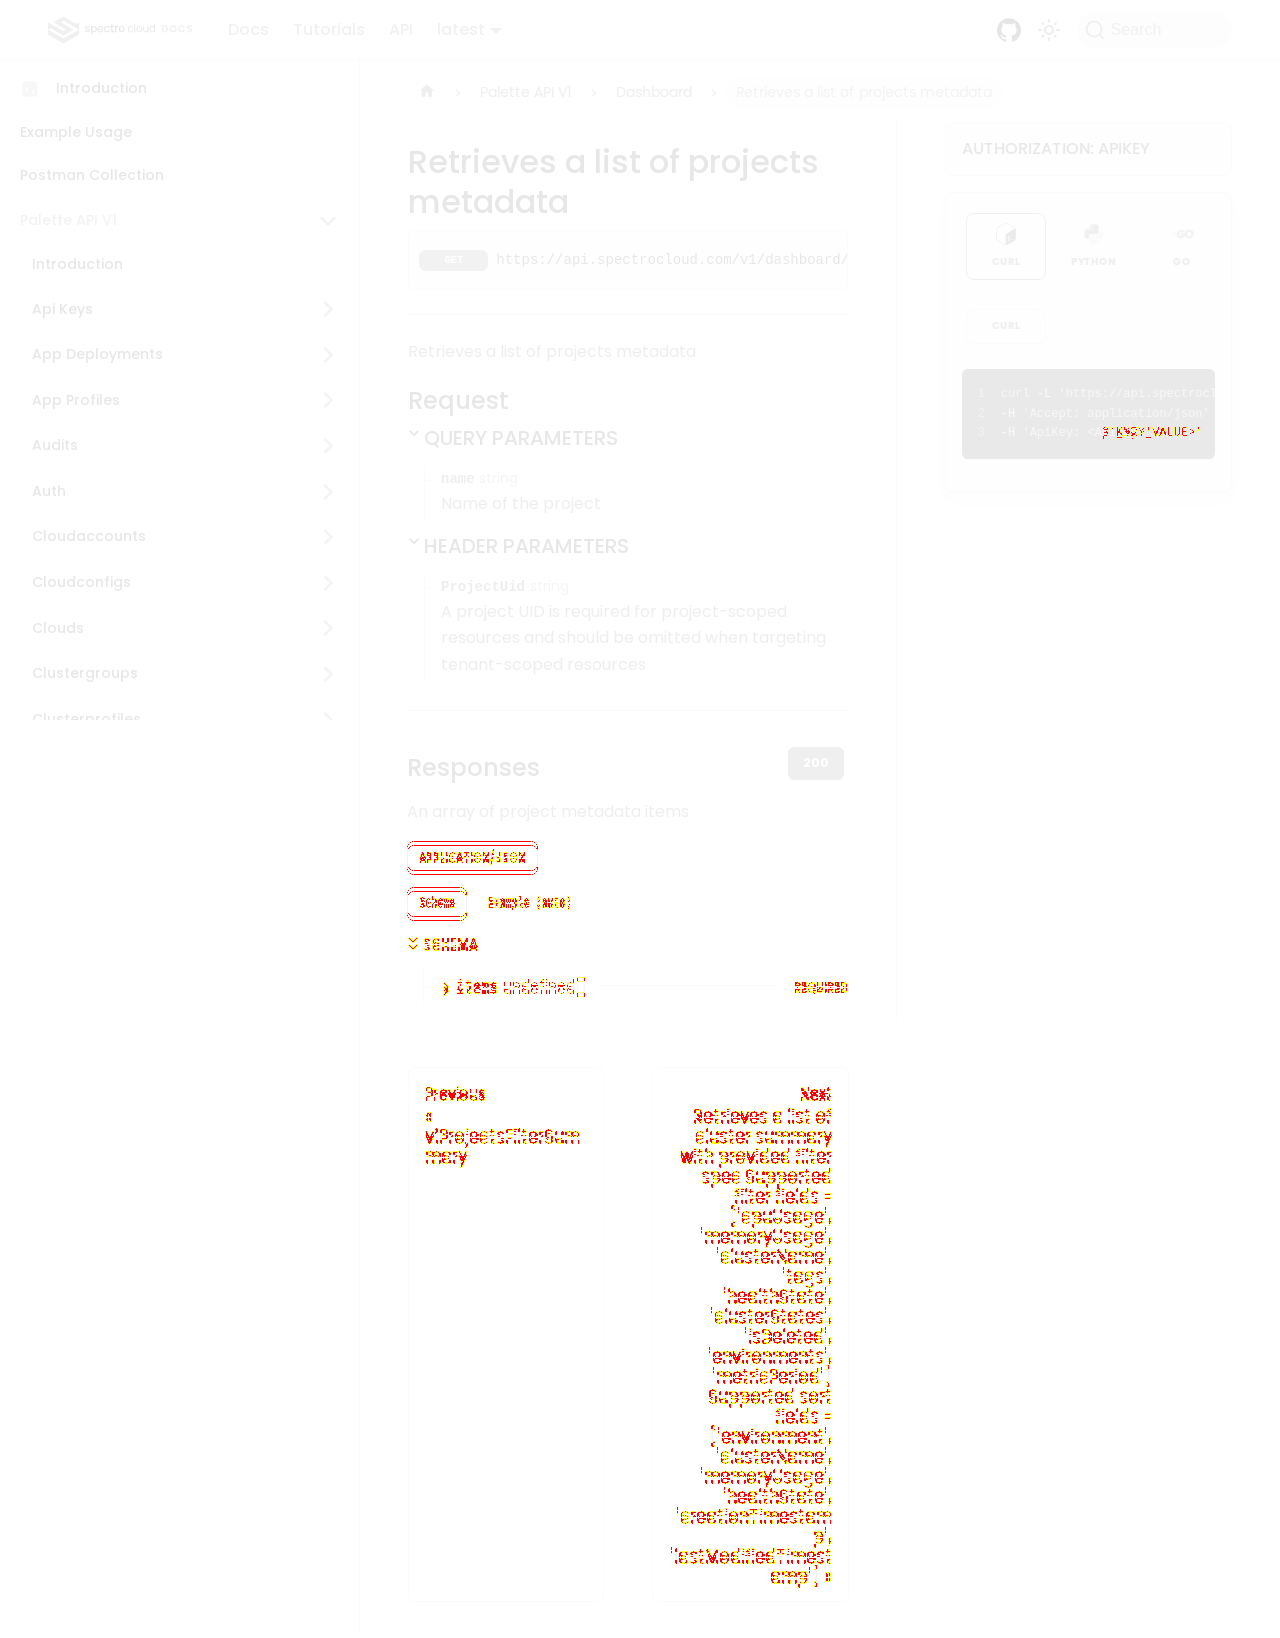 spectro cloud DOCS
Docs
Tutorials
API
latest
Search
Introduction
Example Usage
Postman Collection
Palette API V1
Introduction
Api Keys
App Deployments
App Profiles
Audits
Auth
Cloudaccounts
Cloudconfigs
Clouds
Clustergroups
Clusterprofiles
Palette API V1
Dashboard
Retrieves a list of projects metadata
Retrieves a list of projects
metadata
GET https://api.spectrocloud.com/v1/dashboard/
Retrieves a list of projects metadata
Request
QUERY PARAMETERS
name string
Name of the project
HEADER PARAMETERS
ProjectUid string
A project UID is required for project-scoped
resources and should be omitted when targeting
tenant-scoped resources
Responses
200
An array of project metadata items
APPLICATION/JSON
Schema
Example (auto)
SCHEMA
items undefined[]
REQUIRED
Previous
«
v1ProjectsFilterSum
mary
Next
Retrieves a list of
cluster summary
with provided filter
spec Supported
filter fields =
[`cpuUsage`,
`memoryUsage`,
`clusterName`,
`tags`,
`healthState`,
`clusterStates`,
`isDeleted`,
`environments`,
`metricPeriod`]
Supported sort
fields =
[`environment`,
`clusterName`,
`memoryUsage`,
`healthState`,
`creationTimestam
p`,
`lastModifiedTimest
amp`] »
AUTHORIZATION: APIKEY
CURL
PYTHON
GO
GO
CURL
1 curl -L 'https://api.spectrocl
2 -H 'Accept: application/json'
3 -H 'ApiKey: <API_KEY_VALUE>'